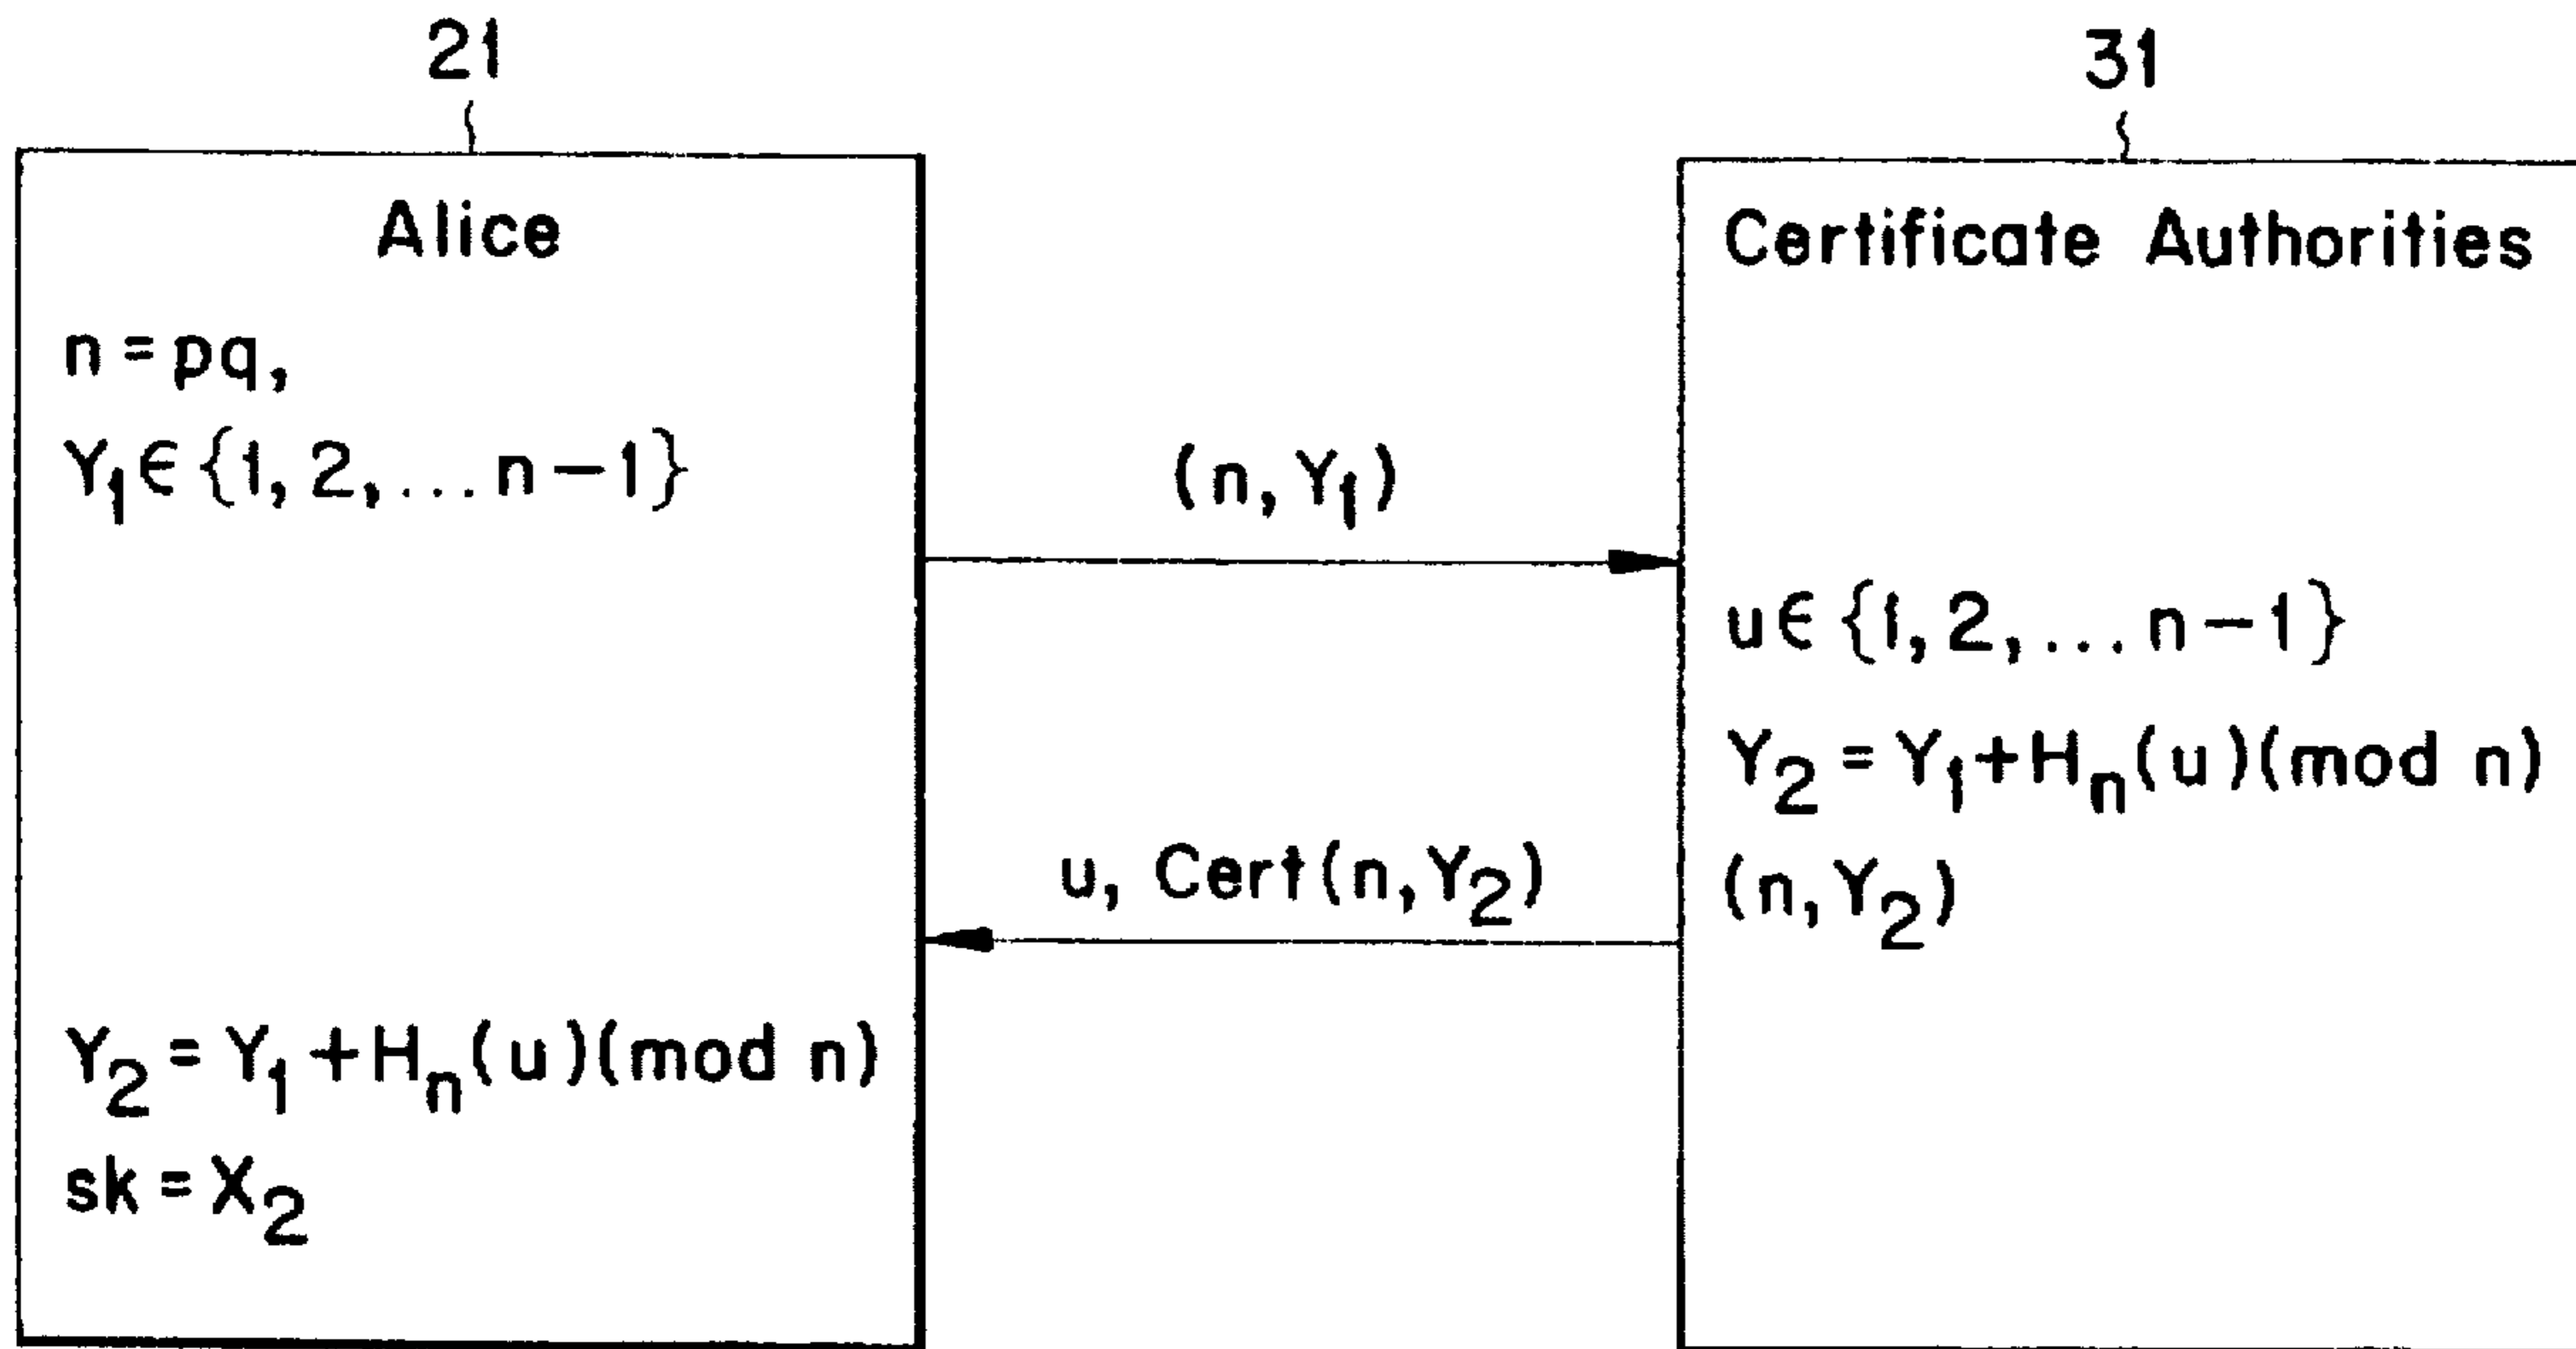 21
Alice
n = pq,
Y₁ ∈ {1, 2, ... n − 1}
Y₂ = Y₁ + Hₙ(u)(mod n)
sk = X₂
(n, Y₁)
u, Cert(n, Y₂)
31
Certificate Authorities
u ∈ {1, 2, ... n − 1}
Y₂ = Y₁ + Hₙ(u)(mod n)
(n, Y₂)